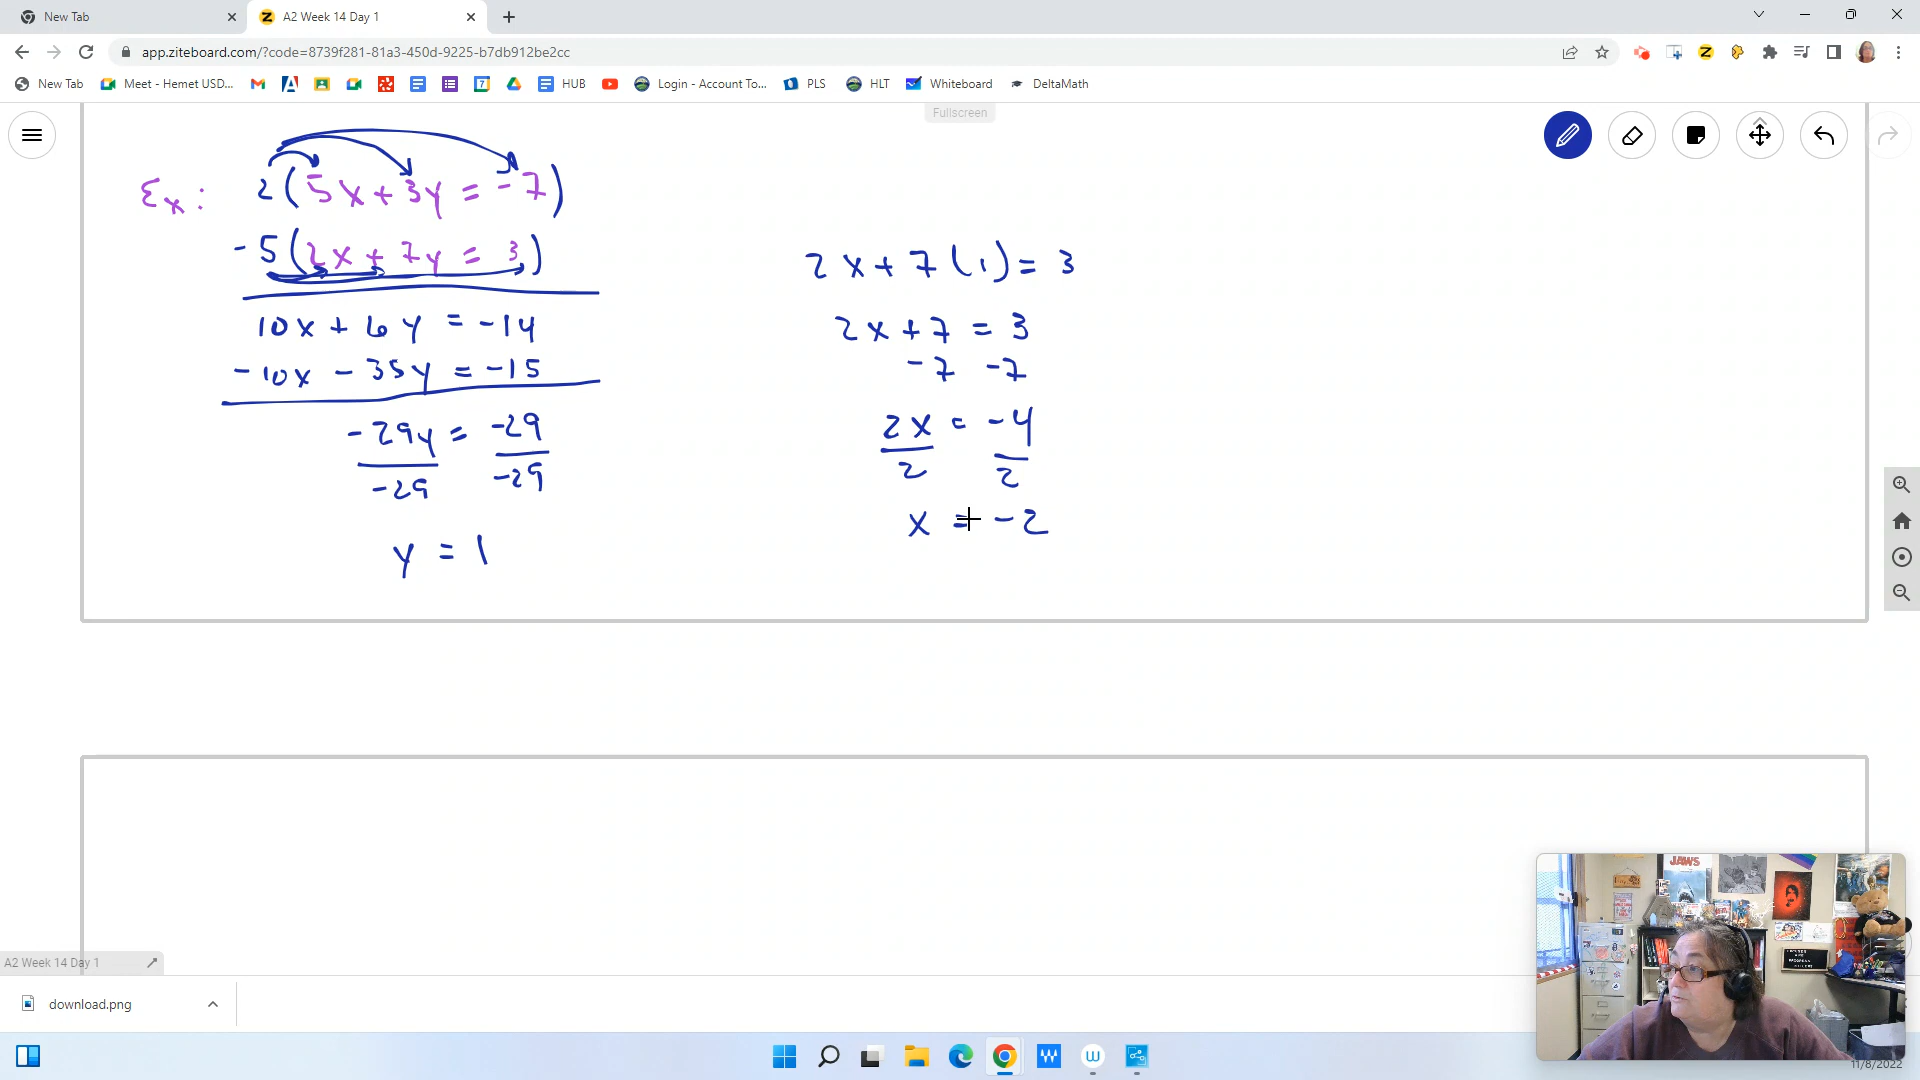 New Tab
A2 Week 14 Day 1
app.ziteboard.com/?code=8739f281-81a3-450d-9225-b7db912be2cc
New Tab Meet - Hemet USD... HUB Login - Account To... PLS HLT Whiteboard DeltaMath
Fullscreen
Ex: 2(5x+3y = -7)
-5(2x+7y = 3)
10x + 6y = -14
-10x - 35y = -15
-29y = -29
-29 -29
y = 1
2x + 7(1) = 3
2x + 7 = 3
-7 -7
2x = -4
2 2
x = -2
A2 Week 14 Day 1
download.png
JAWS
11/8/2022